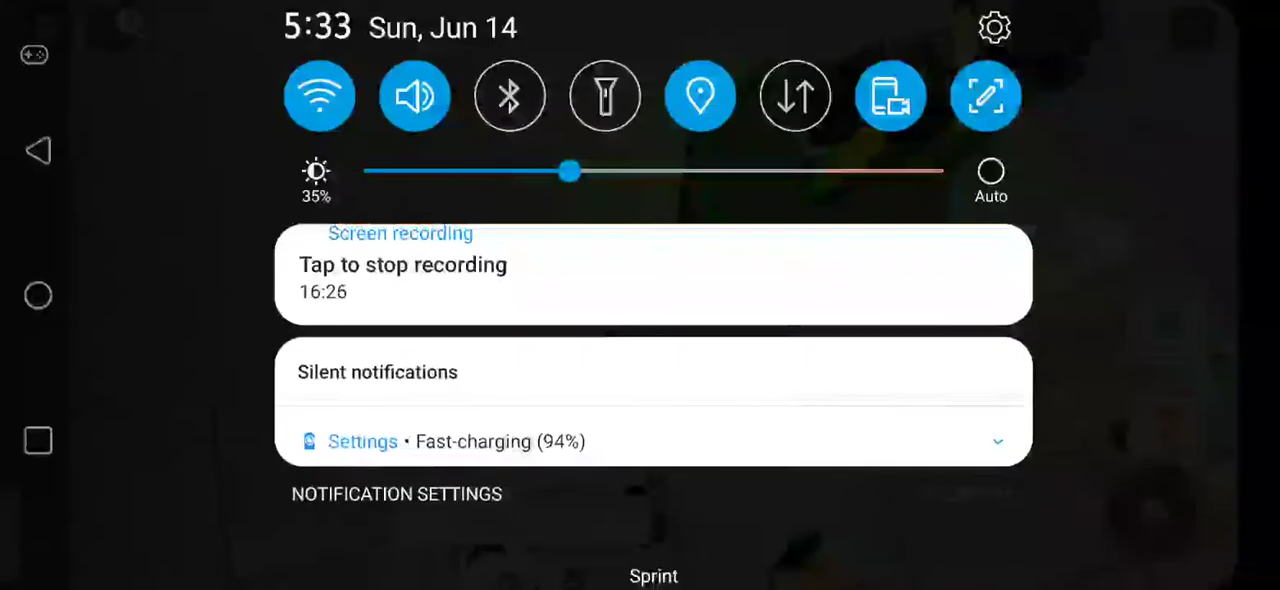 5:33 Sun, Jun 14
35%
Auto
Screen recording
Tap to stop recording
16:26
Silent notifications
Settings • Fast-charging (94%)
NOTIFICATION SETTINGS
Sprint